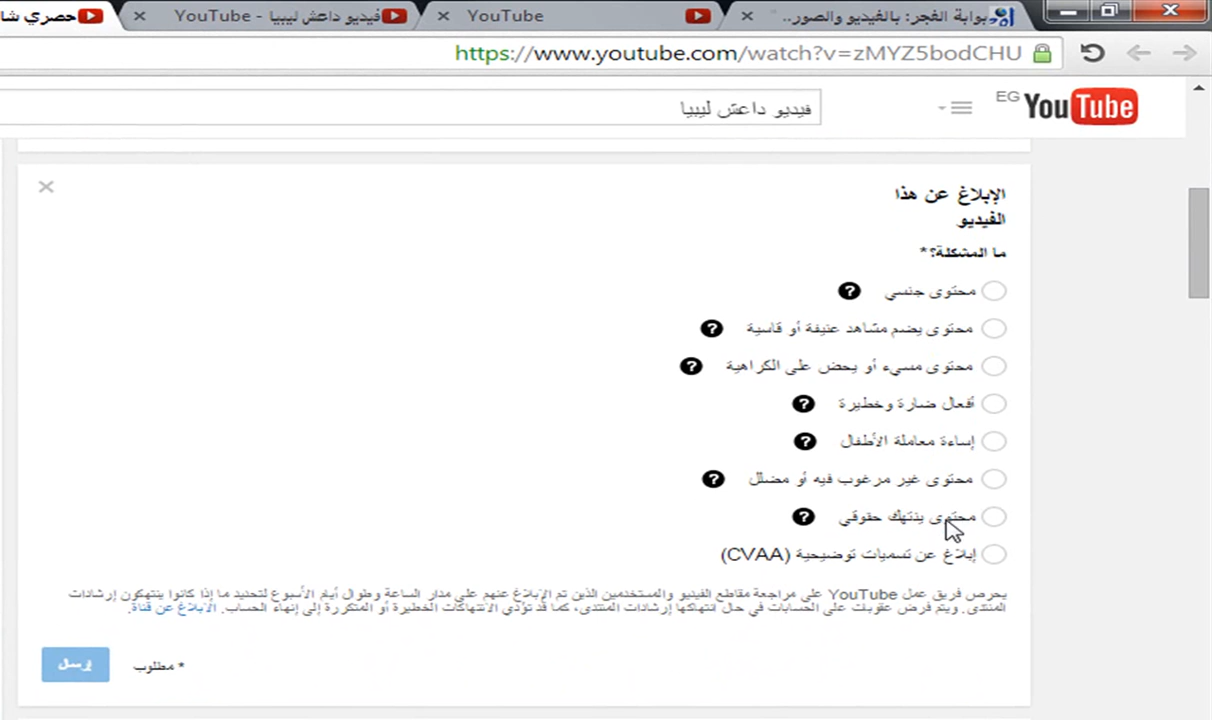 بوابة الفجر: بالفيديو والصور..
YouTube
فيديو داعش ليبيا - YouTube
حصري شا
https://www.youtube.com/watch?v=zMYZ5bodCHU
YouTube EG
فيديو داعش ليبيا
الإبلاغ عن هذا
الفيديو
ما المشكلة؟*
محتوى جنسي ?
محتوى يضم مشاهد عنيفة أو قاسية ?
محتوى مسيء أو يحض على الكراهية ?
أفعال ضارة وخطيرة ?
إساءة معاملة الأطفال ?
محتوى غير مرغوب فيه أو مضلل ?
محتوى ينتهك حقوقي ?
إبلاغ عن تسميات توضيحية (CVAA)
يحرص فريق عمل YouTube على مراجعة مقاطع الفيديو والمستخدمين الذين تم الإبلاغ عنهم على مدار الساعة وطوال أيام الأسبوع لتحديد ما إذا كانوا ينتهكون إرشادات
المنتدى. ويتم فرض عقوبات على الحسابات في حال انتهاكها إرشادات المنتدى، كما قد تؤدي الانتهاكات الخطيرة أو المتكررة إلى إنهاء الحساب. الإبلاغ عن قناة.
* مطلوب
إرسال